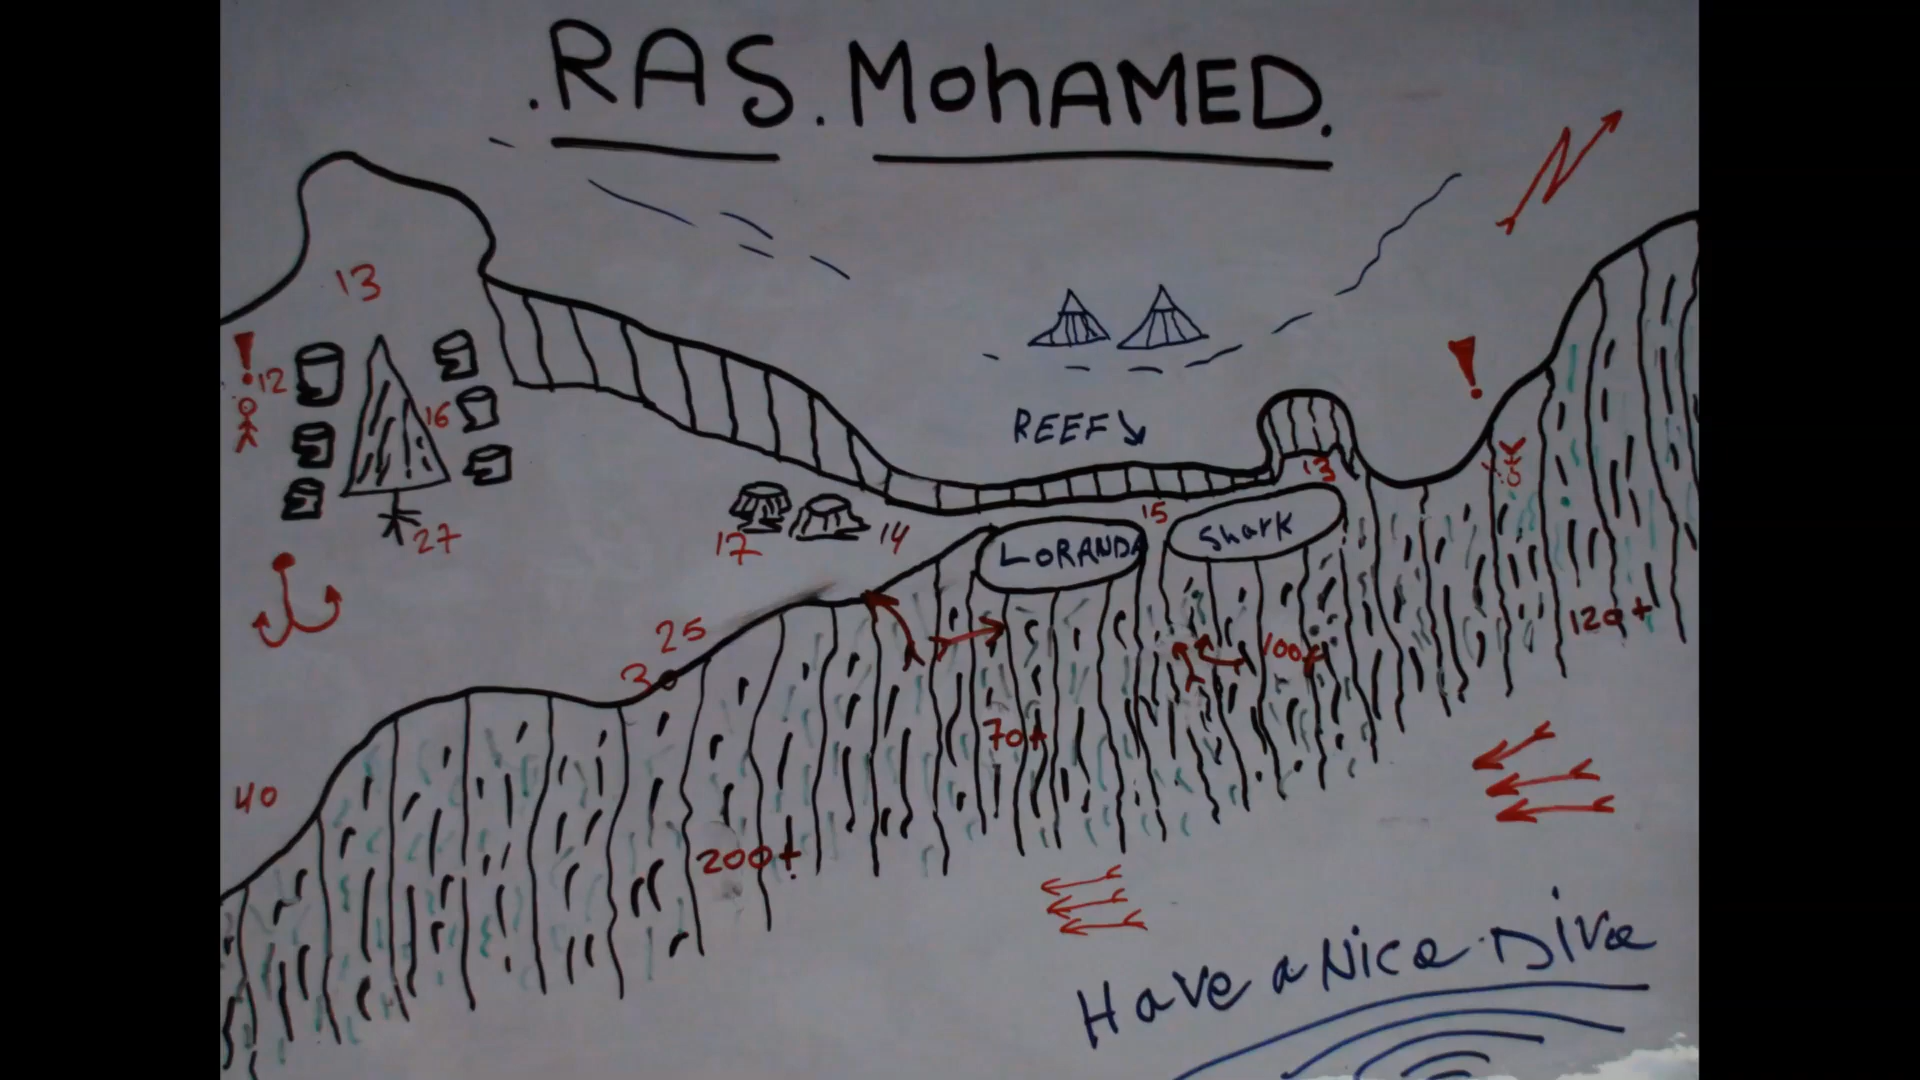 .RAS.MohAMED.
N
13
!
12
16
27
!
REEF
13
15
LORANDA
Shark
17
14
25
3
40
70+
100+
120+
200+
Have a Nice Dive